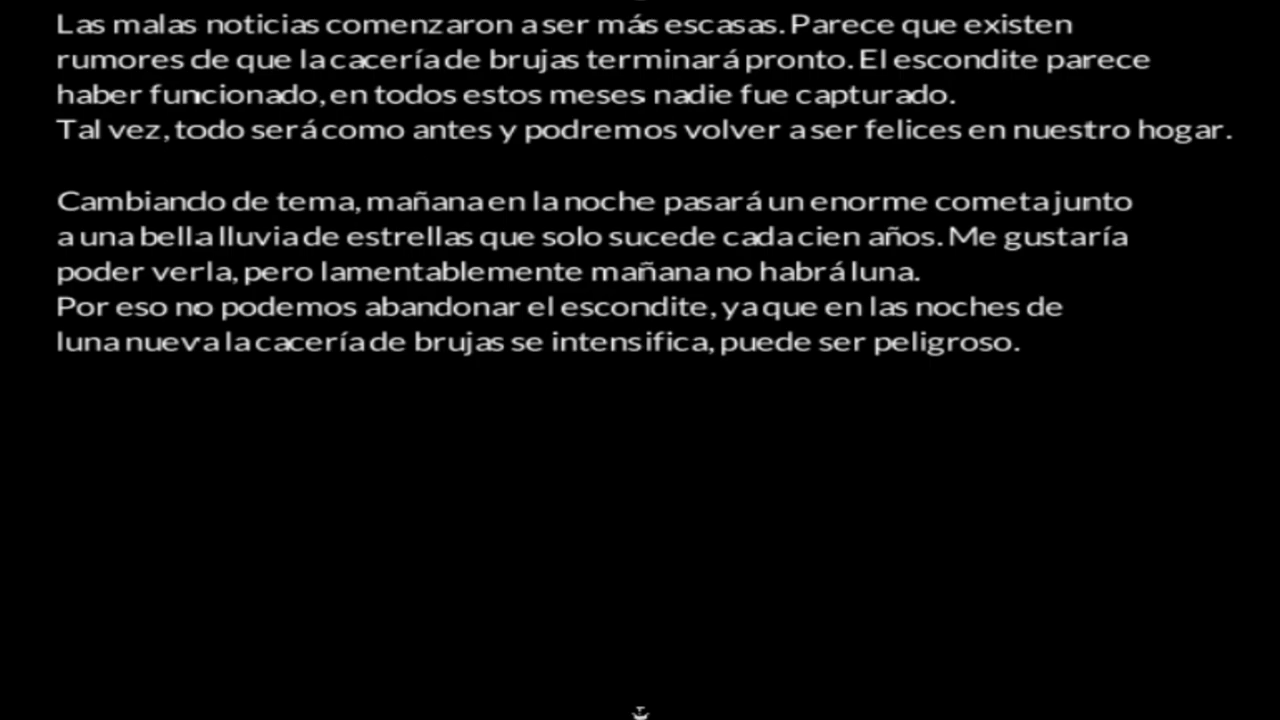 Las malas noticias comenzaron a ser más escasas. Parece que existen
rumores de que la cacería de brujas terminará pronto. El escondite parece
haber funcionado, en todos estos meses nadie fue capturado.
Tal vez, todo será como antes y podremos volver a ser felices en nuestro hogar.
Cambiando de tema, mañana en la noche pasará un enorme cometa junto
a una bella lluvia de estrellas que solo sucede cada cien años. Me gustaría
poder verla, pero lamentablemente mañana no habrá luna.
Por eso no podemos abandonar el escondite, ya que en las noches de
luna nueva la cacería de brujas se intensifica, puede ser peligroso.